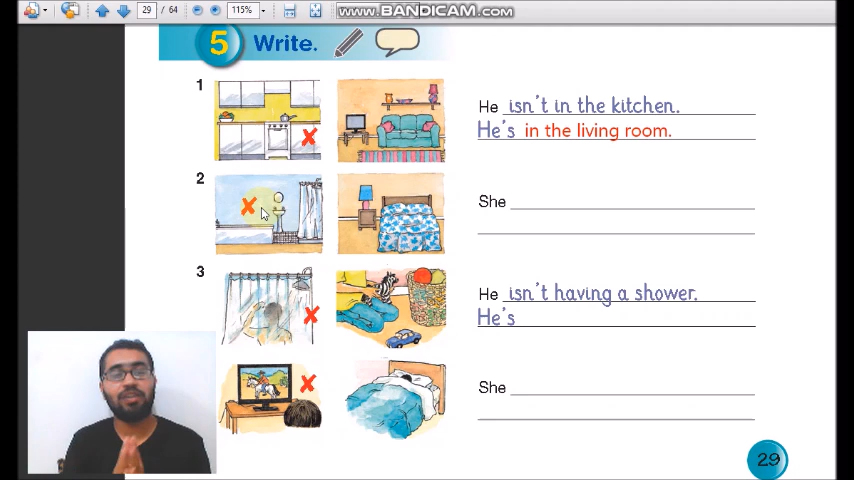 29 / 64 115% www.BANDICAM.com
5 Write.
1
He isn't in the kitchen.
He's in the living room.
2
She
3
He isn't having a shower.
He's
She
29